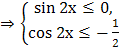 ⇒ { sin 2x ≤ 0,
cos 2x ≤ −1/2